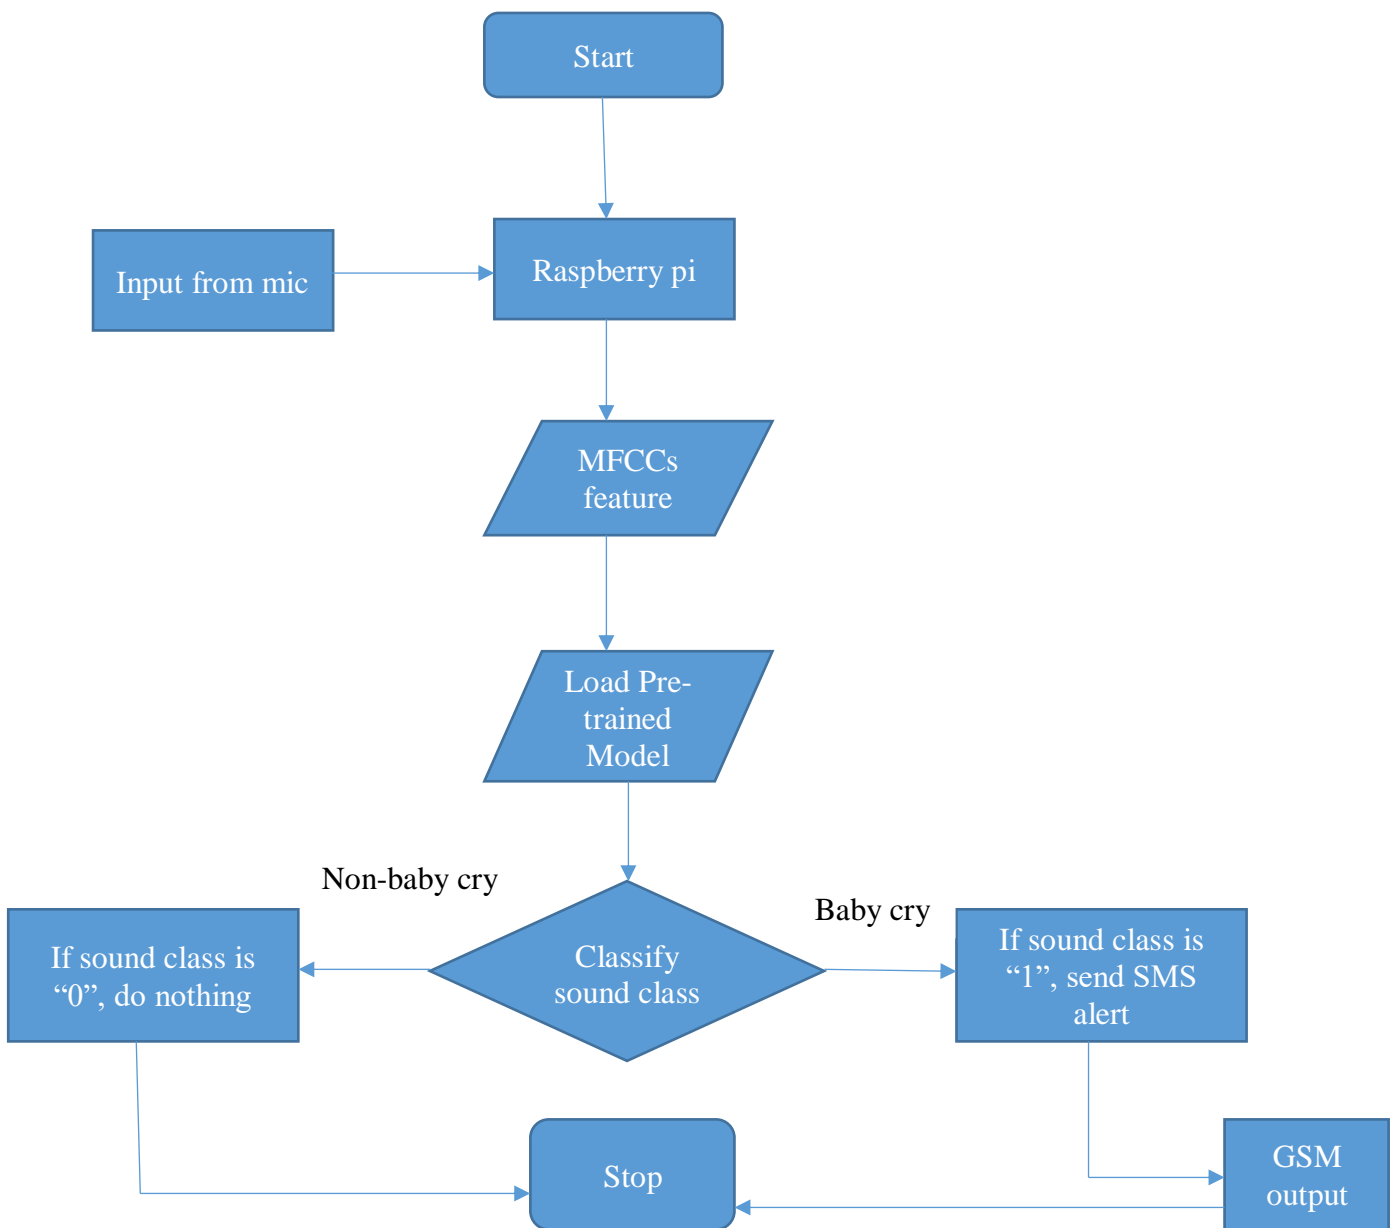 Start
Input from mic
Raspberry pi
MFCCs
feature
Load Pre-
trained
Model
Non-baby cry
Baby cry
If sound class is
“0”, do nothing
Classify
sound class
If sound class is
“1”, send SMS
alert
Stop
GSM
output